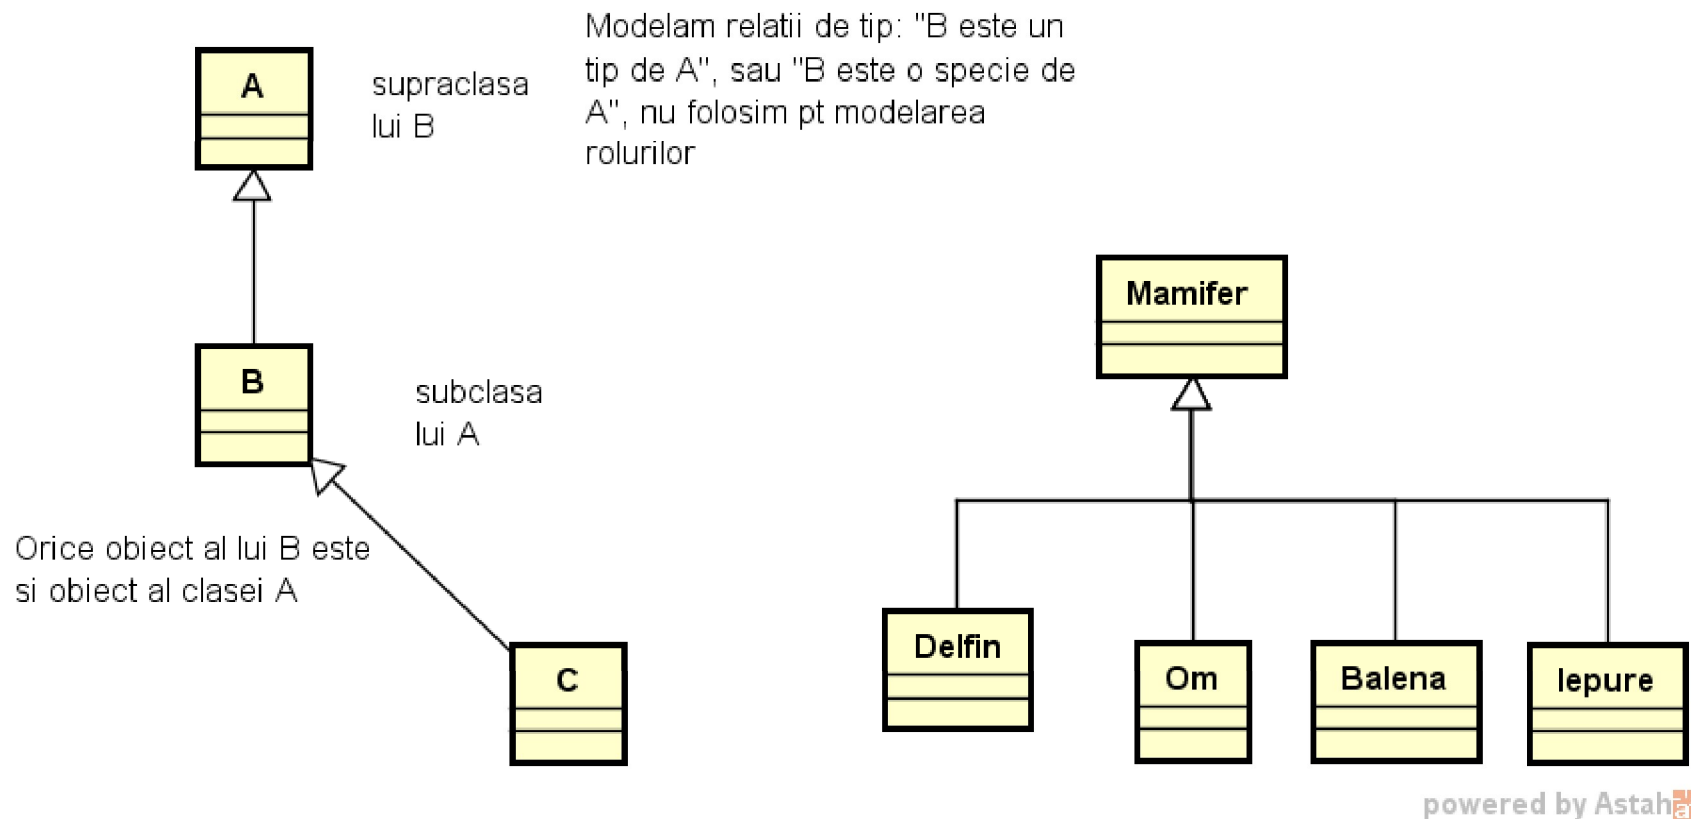 Modelam relatii de tip: "B este un
tip de A", sau "B este o specie de
A", nu folosim pt modelarea
rolurilor
A
supraclasa
lui B
Mamifer
B
subclasa
lui A
Orice obiect al lui B este
si obiect al clasei A
C
Delfin
Om
Balena
Iepure
powered by Astah